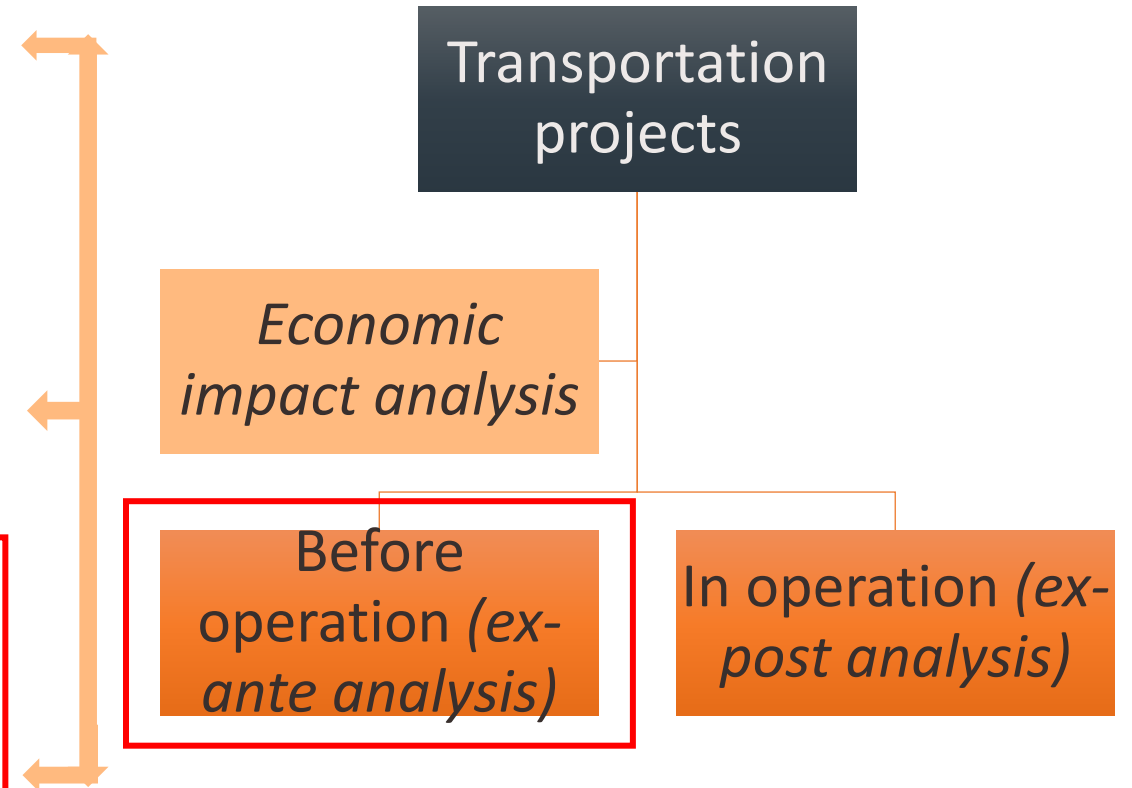 Transportation
projects
Economic
impact analysis
Before
operation (ex-
ante analysis)
In operation (ex-
post analysis)